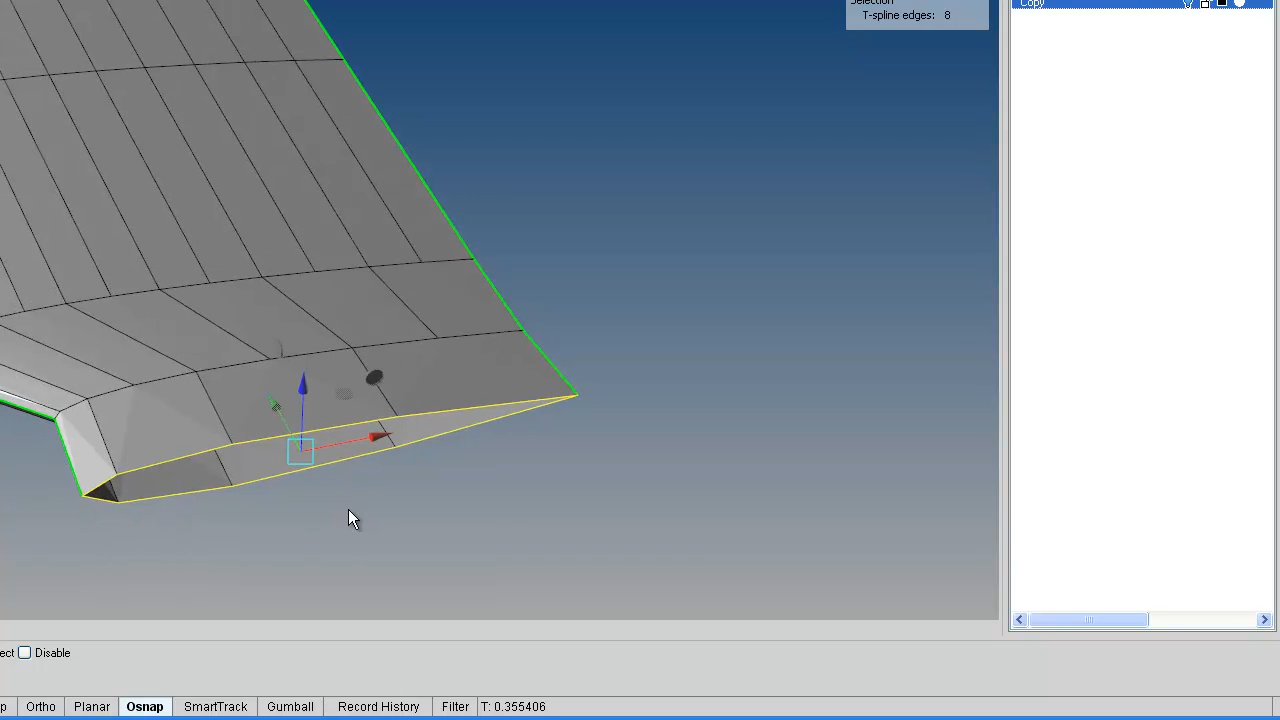 Selection
T-spline edges: 8
Copy
ect Disable
p Ortho Planar Osnap SmartTrack Gumball Record History Filter T: 0.355406